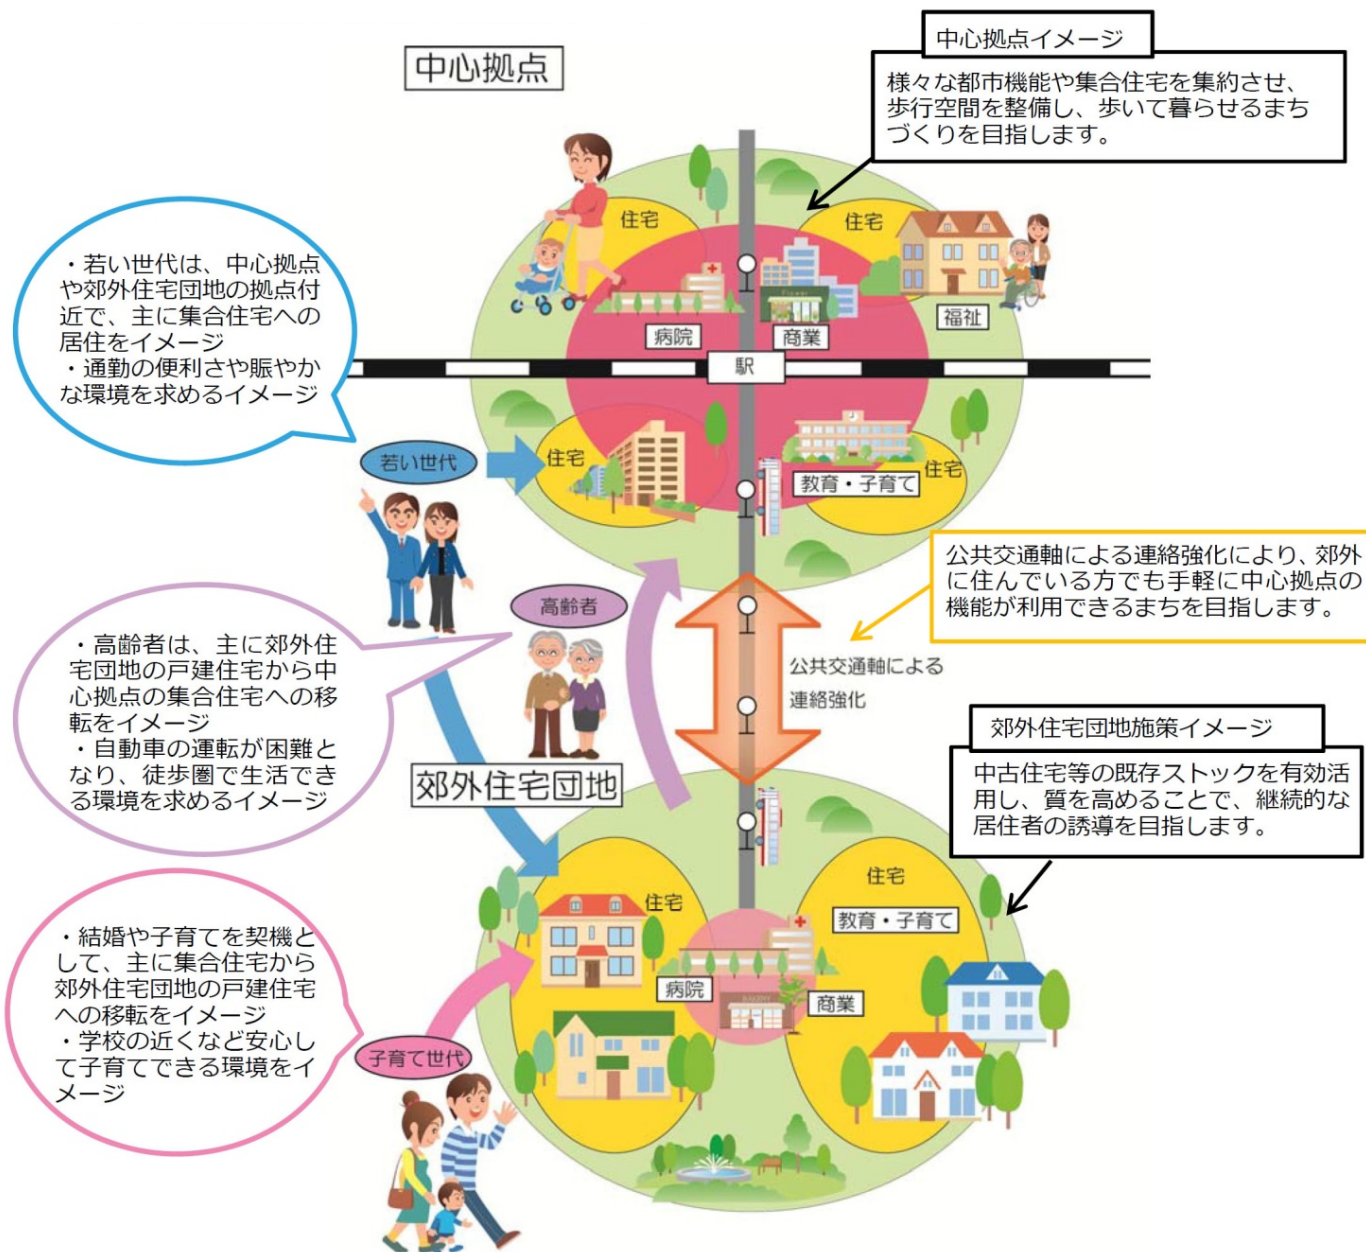 中心拠点
中心拠点イメージ
様々な都市機能や集合住宅を集約させ、
歩行空間を整備し、歩いて暮らせるまち
づくりを目指します。
住宅
住宅
病院
商業
福祉
駅
・若い世代は、中心拠点
や郊外住宅団地の拠点付
近で、主に集合住宅への
居住をイメージ
・通勤の便利さや賑やか
な環境を求めるイメージ
若い世代
住宅
住宅
教育・子育て
公共交通軸による連絡強化により、郊外
に住んでいる方でも手軽に中心拠点の
機能が利用できるまちを目指します。
高齢者
・高齢者は、主に郊外住
宅団地の戸建住宅から中
心拠点の集合住宅への移
転をイメージ
・自動車の運転が困難と
なり、徒歩圏で生活でき
る環境を求めるイメージ
公共交通軸による
連絡強化
郊外住宅団地
郊外住宅団地施策イメージ
中古住宅等の既存ストックを有効活
用し、質を高めることで、継続的な
居住者の誘導を目指します。
住宅
住宅
教育・子育て
病院
商業
BAKERY
・結婚や子育てを契機と
して、主に集合住宅から
郊外住宅団地の戸建住宅
への移転をイメージ
・学校の近くなど安心し
て子育てできる環境をイ
メージ
子育て世代